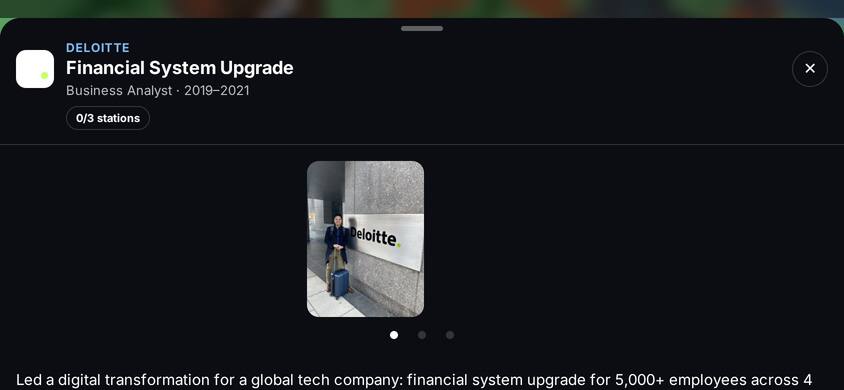 DELOITTE
Financial System Upgrade
Business Analyst · 2019–2021
0/3 stations
Deloitte.
Led a digital transformation for a global tech company: financial system upgrade for 5,000+ employees across 4